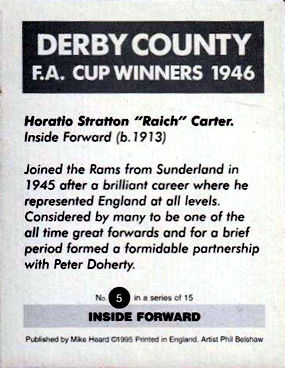 DERBY COUNTY
F.A. CUP WINNERS 1946
Horatio Stratton "Raich" Carter.
Inside Forward (b.1913)
Joined the Rams from Sunderland in
1945 after a brilliant career where he
represented England at all levels.
Considered by many to be one of the
all time great forwards and for a brief
period formed a formidable partnership
with Peter Doherty.
No. 5 in a series of 15
INSIDE FORWARD
Published by Mike Heard ©1995 Printed in England. Artist Phil Belshaw